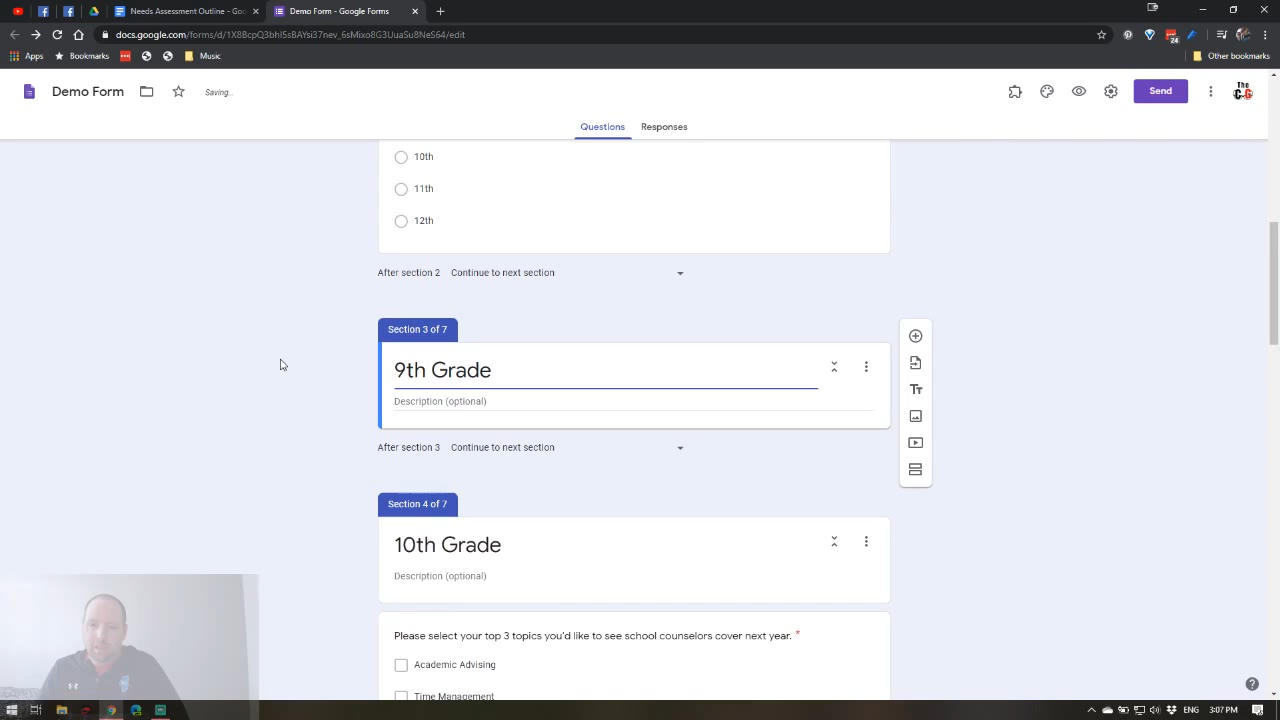 Needs Assessment Outline - Goo
Demo Form - Google Forms
docs.google.com/forms/d/1X8BcpQ3bhI5sBAYsi37nev_6sMixo8G3UuaSu8NeS64/edit
24
Apps
Bookmarks
Music
Other bookmarks
Demo Form
Saving...
Send
The
Questions
Responses
10th
11th
12th
After section 2 Continue to next section
Section 3 of 7
9th Grade
Description (optional)
After section 3 Continue to next section
Section 4 of 7
10th Grade
Description (optional)
Please select your top 3 topics you'd like to see school counselors cover next year. *
Academic Advising
Time Management
ENG
3:07 PM